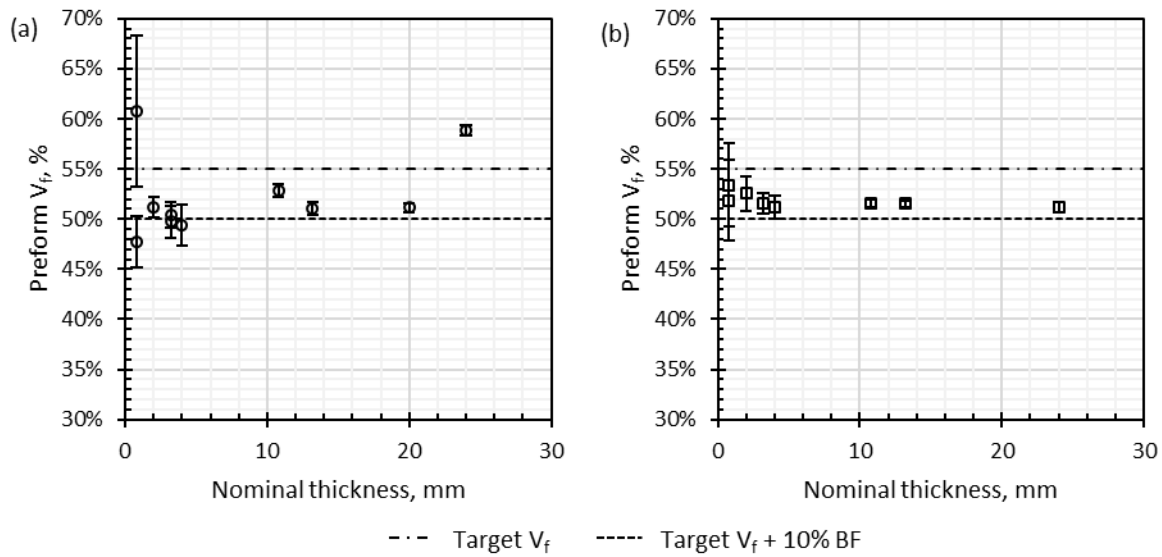 (a)
70%
65%
60%
55%
50%
45%
40%
35%
30%
0 10 20 30
Preform Vf, %
Nominal thickness, mm
(b)
70%
65%
60%
55%
50%
45%
40%
35%
30%
0 10 20 30
Preform Vf, %
Nominal thickness, mm
Target Vf Target Vf + 10% BF